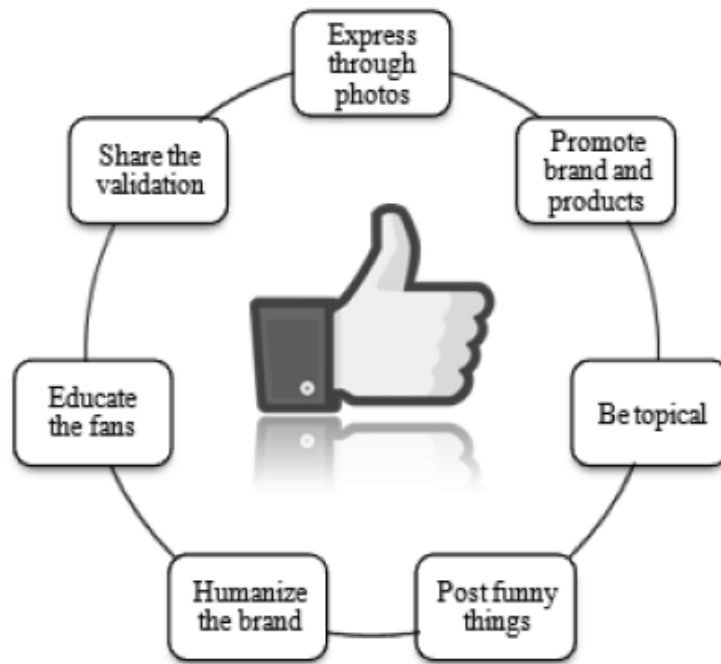 Express
through
photos
Promote
brand and
products
Be topical
Post funny
things
Humanize
the brand
Educate
the fans
Share the
validation